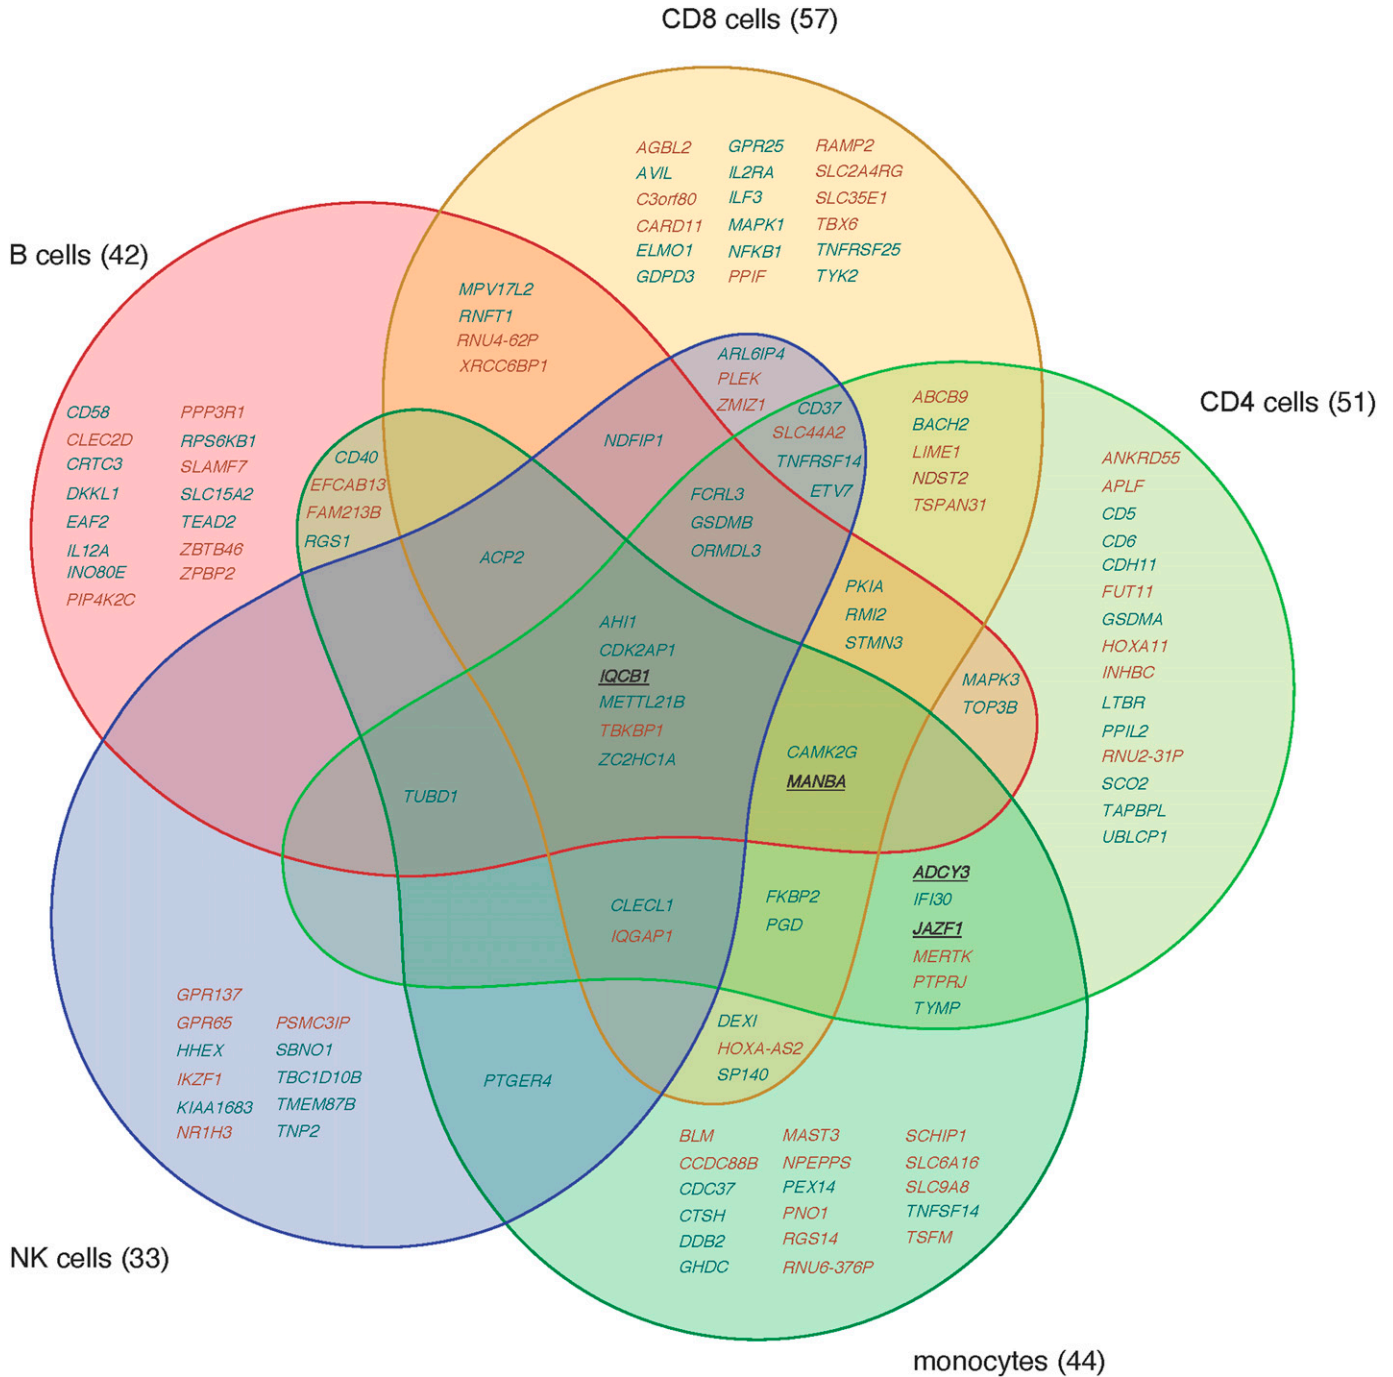 CD8 cells (57)
AGBL2 GPR25 RAMP2
AVIL IL2RA SLC2A4RG
C3orf80 ILF3 SLC35E1
CARD11 MAPK1 TBX6
ELMO1 NFKB1 TNFRSF25
GDPD3 PPIF TYK2
B cells (42)
MPV17L2
RNFT1
RNU4-62P
XRCC6BP1
ARL6IP4
PLEK
ZMIZ1
CD37
SLC44A2
TNFRSF14
ETV7
ABCB9
BACH2
LIME1
NDST2
TSPAN31
CD4 cells (51)
CD58 PPP3R1
CLEC2D RPS6KB1
CRTC3 SLAMF7
DKKL1 SLC15A2
EAF2 TEAD2
IL12A ZBTB46
INO80E ZPBP2
PIP4K2C
CD40
EFCAB13
FAM213B
RGS1
NDFIP1
ACP2
FCRL3
GSDMB
ORMDL3
ANKRD55
APLF
CD5
CD6
CDH11
FUT11
GSDMA
HOXA11
INHBC
LTBR
PPIL2
RNU2-31P
SCO2
TAPBPL
UBLCP1
PKIA
RMI2
STMN3
AHI1
CDK2AP1
IQCB1
METTL21B
TBKBP1
ZC2HC1A
MAPK3
TOP3B
CAMK2G
MANBA
TUBD1
ADCY3
IFI30
JAZF1
MERTK
PTPRJ
TYMP
CLECL1
IQGAP1
FKBP2
PGD
GPR137
GPR65 PSMC3IP
HHEX SBNO1
IKZF1 TBC1D10B
KIAA1683 TMEM87B
NR1H3 TNP2
DEXI
HOXA-AS2
SP140
PTGER4
BLM MAST3 SCHIP1
CCDC88B NPEPPS SLC6A16
CDC37 PEX14 SLC9A8
CTSH PNO1 TNFSF14
DDB2 RGS14 TSFM
GHDC RNU6-376P
NK cells (33)
monocytes (44)